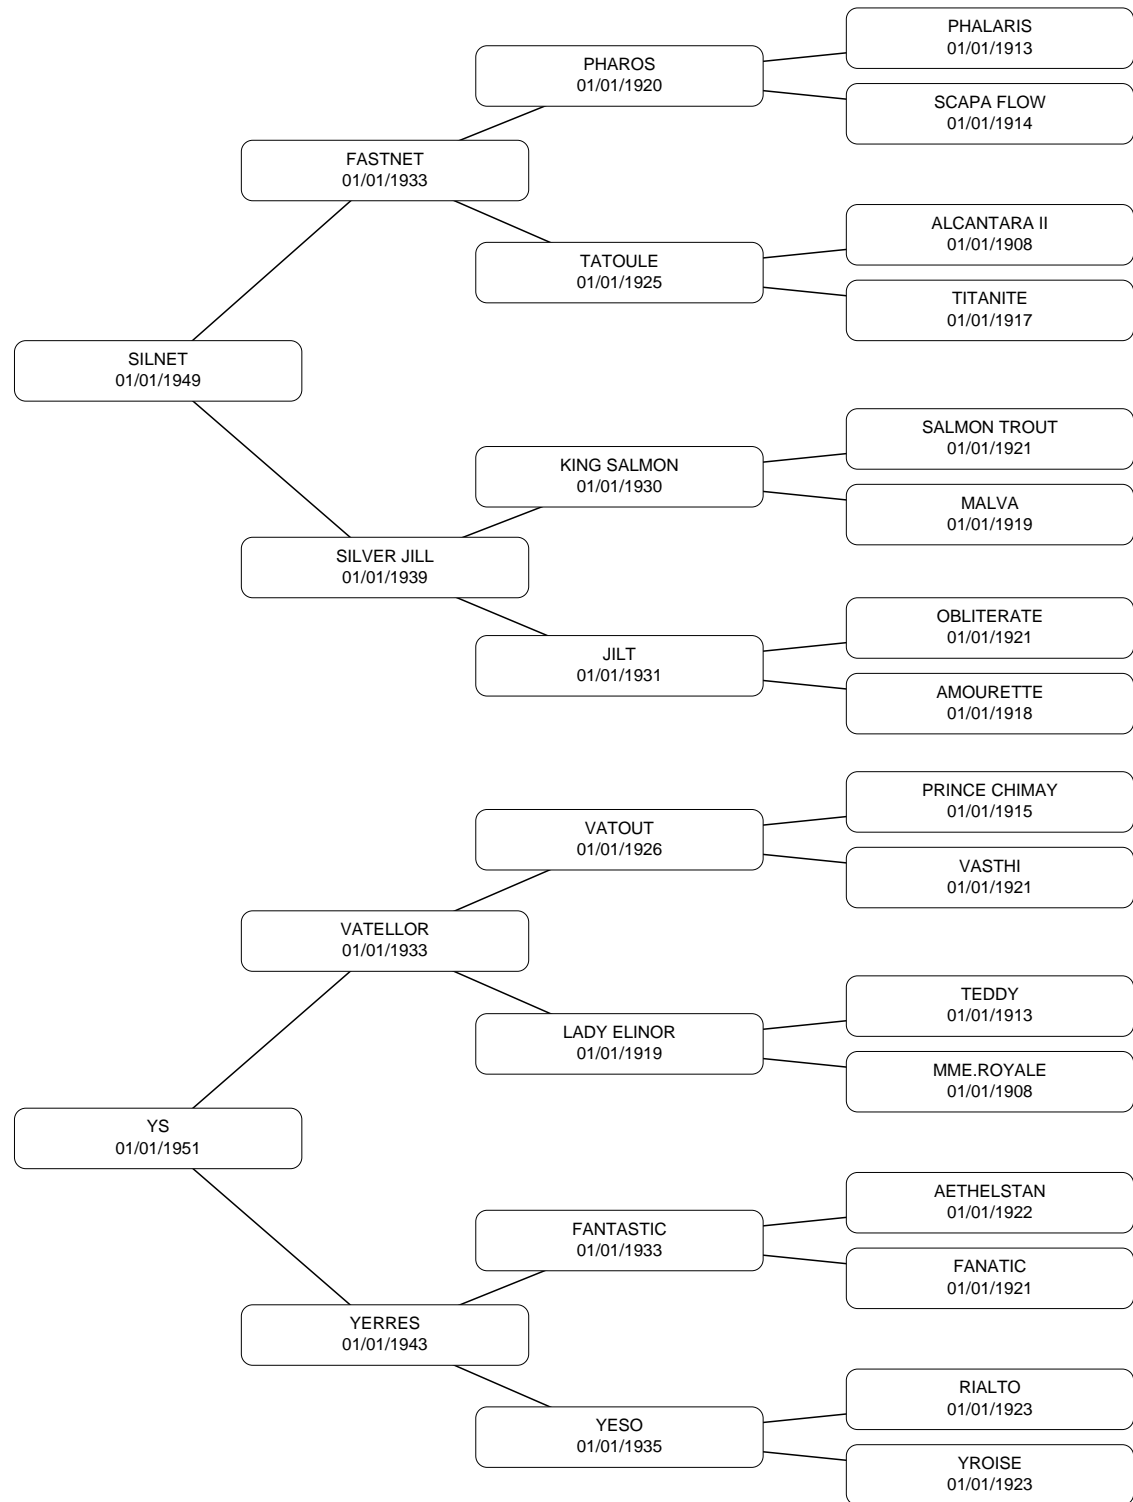 PHALARIS
01/01/1913
PHAROS
01/01/1920
SCAPA FLOW
01/01/1914
FASTNET
01/01/1933
ALCANTARA II
01/01/1908
TATOULE
01/01/1925
TITANITE
01/01/1917
SILNET
01/01/1949
SALMON TROUT
01/01/1921
KING SALMON
01/01/1930
MALVA
01/01/1919
SILVER JILL
01/01/1939
OBLITERATE
01/01/1921
JILT
01/01/1931
AMOURETTE
01/01/1918
PRINCE CHIMAY
01/01/1915
VATOUT
01/01/1926
VASTHI
01/01/1921
VATELLOR
01/01/1933
TEDDY
01/01/1913
LADY ELINOR
01/01/1919
MME.ROYALE
01/01/1908
YS
01/01/1951
AETHELSTAN
01/01/1922
FANTASTIC
01/01/1933
FANATIC
01/01/1921
YERRES
01/01/1943
RIALTO
01/01/1923
YESO
01/01/1935
YROISE
01/01/1923